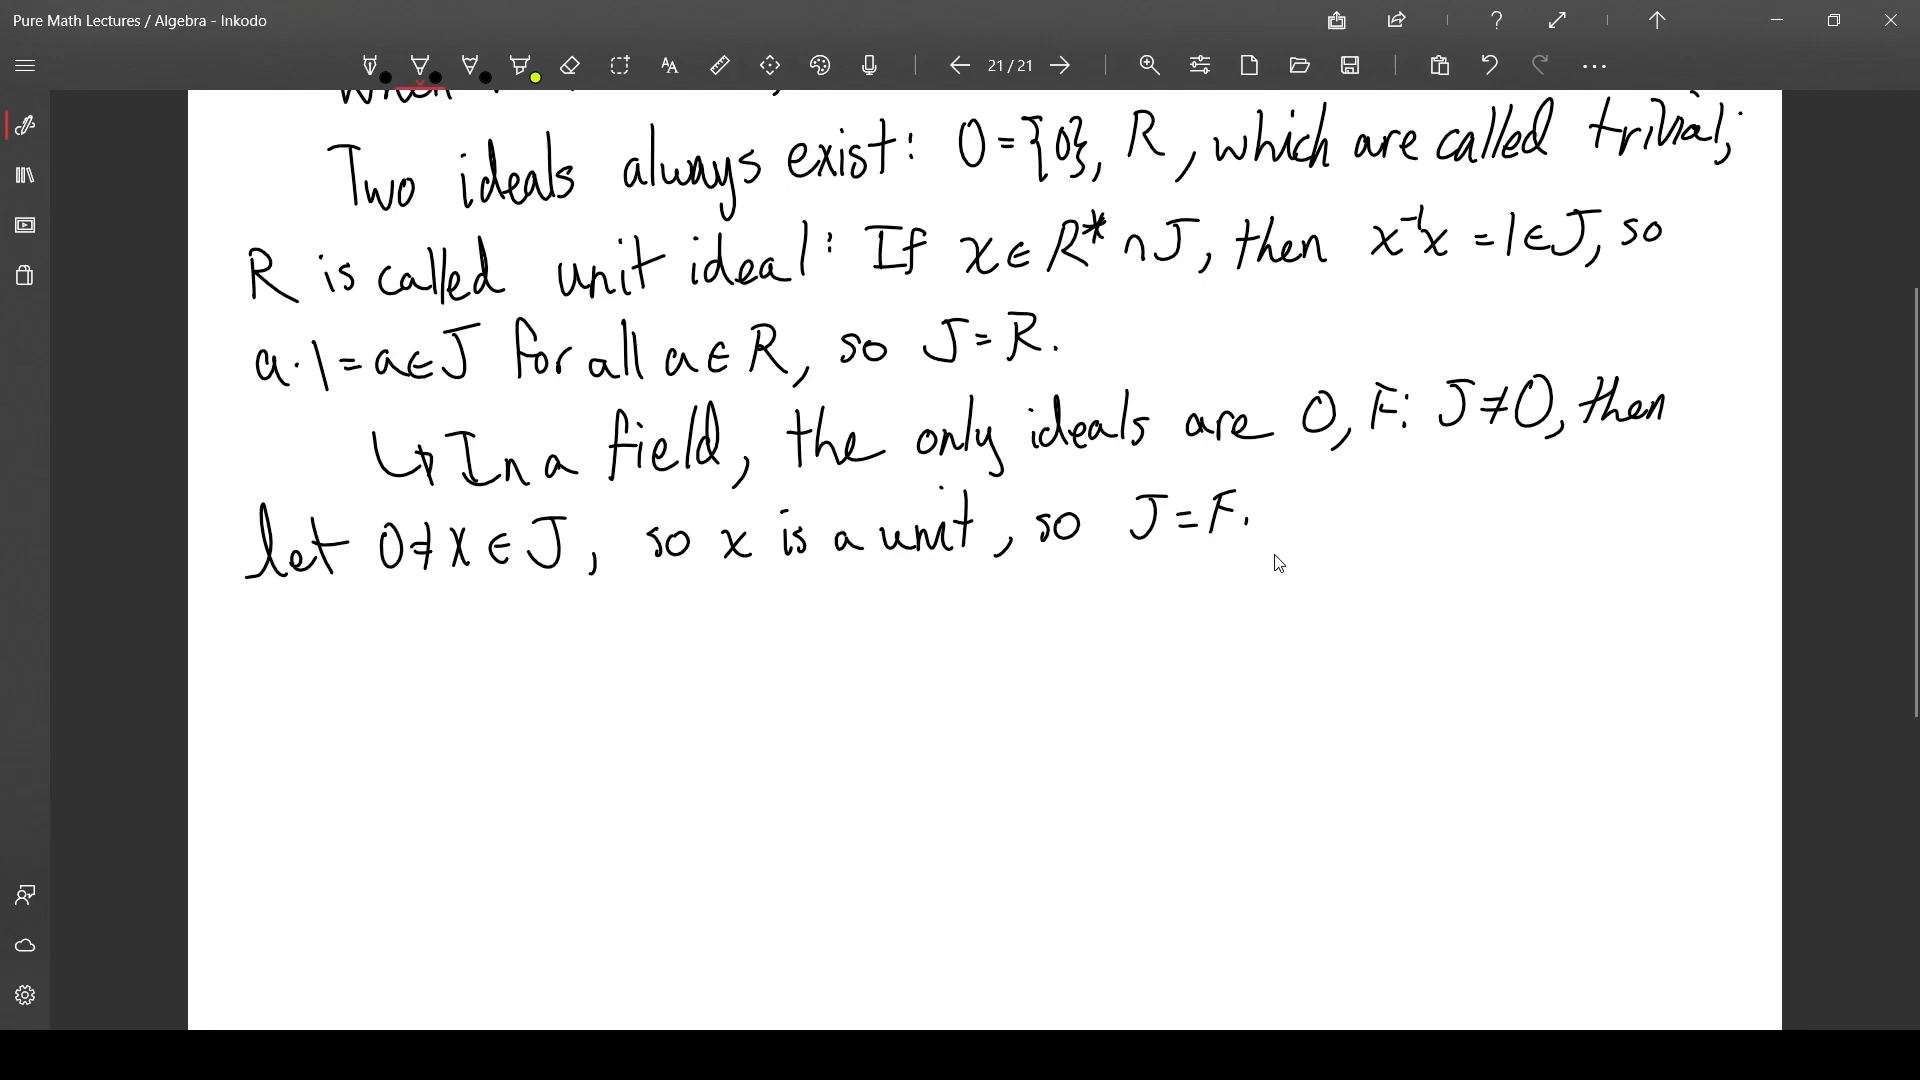 Pure Math Lectures / Algebra - Inkodo
21 / 21
when
Two ideals always exist: 0 = {0}, R, which are called trivial;
R is called unit ideal: If x ∈ R* ∩ J, then x⁻¹x = 1 ∈ J, so
a·1 = a ∈ J for all a ∈ R, so J = R.
↳ In a field, the only ideals are 0, F: J ≠ 0, then
let 0 ≠ x ∈ J, so x is a unit, so J = F.